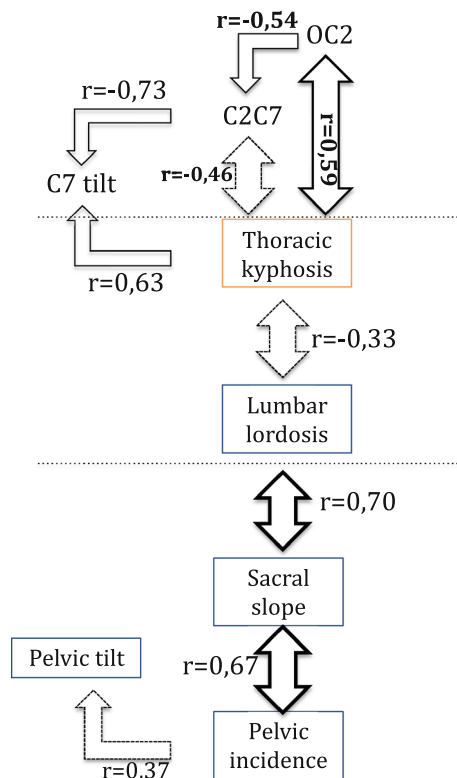 r=-0,54
OC2
r=-0,73
C2C7
r=0,59
r=-0,46
C7 tilt
Thoracic
kyphosis
r=0,63
r=-0,33
Lumbar
lordosis
r=0,70
Sacral
slope
Pelvic tilt
r=0,67
Pelvic
incidence
r=0,37